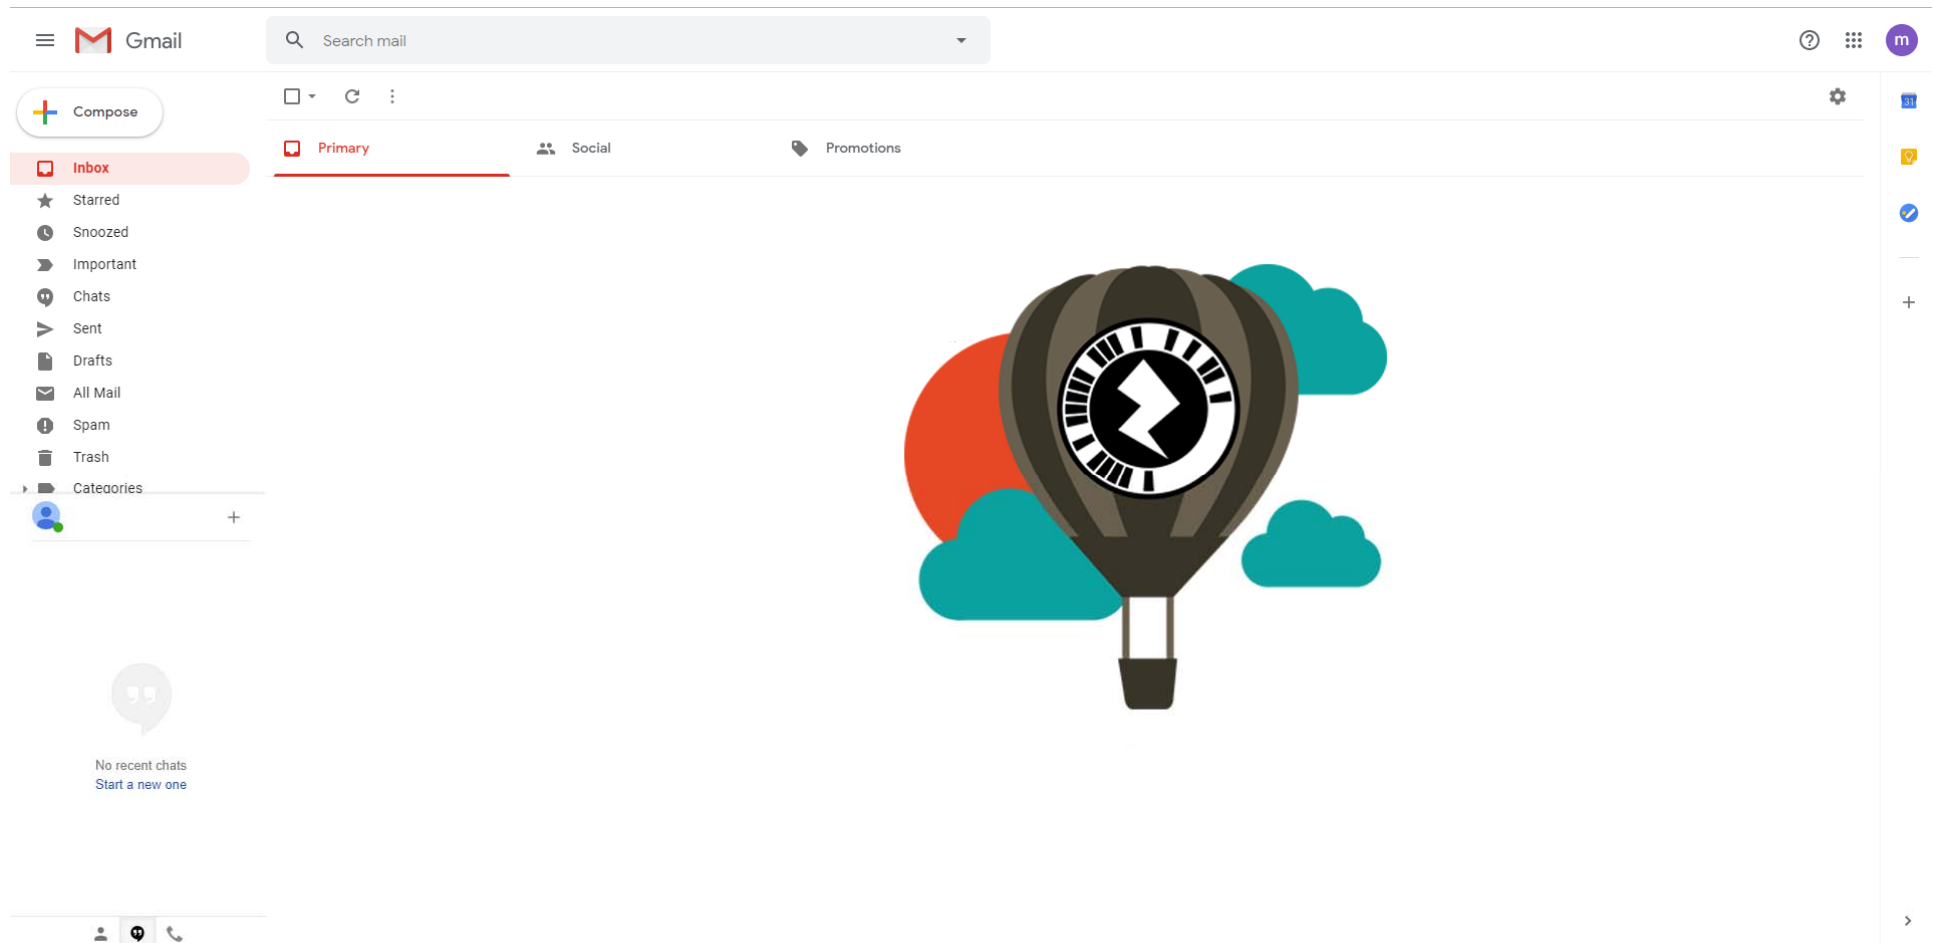 Gmail
Search mail
m
Compose
Primary
Social
Promotions
Inbox
Starred
Snoozed
Important
Chats
Sent
Drafts
All Mail
Spam
Trash
Categories
No recent chats
Start a new one
31